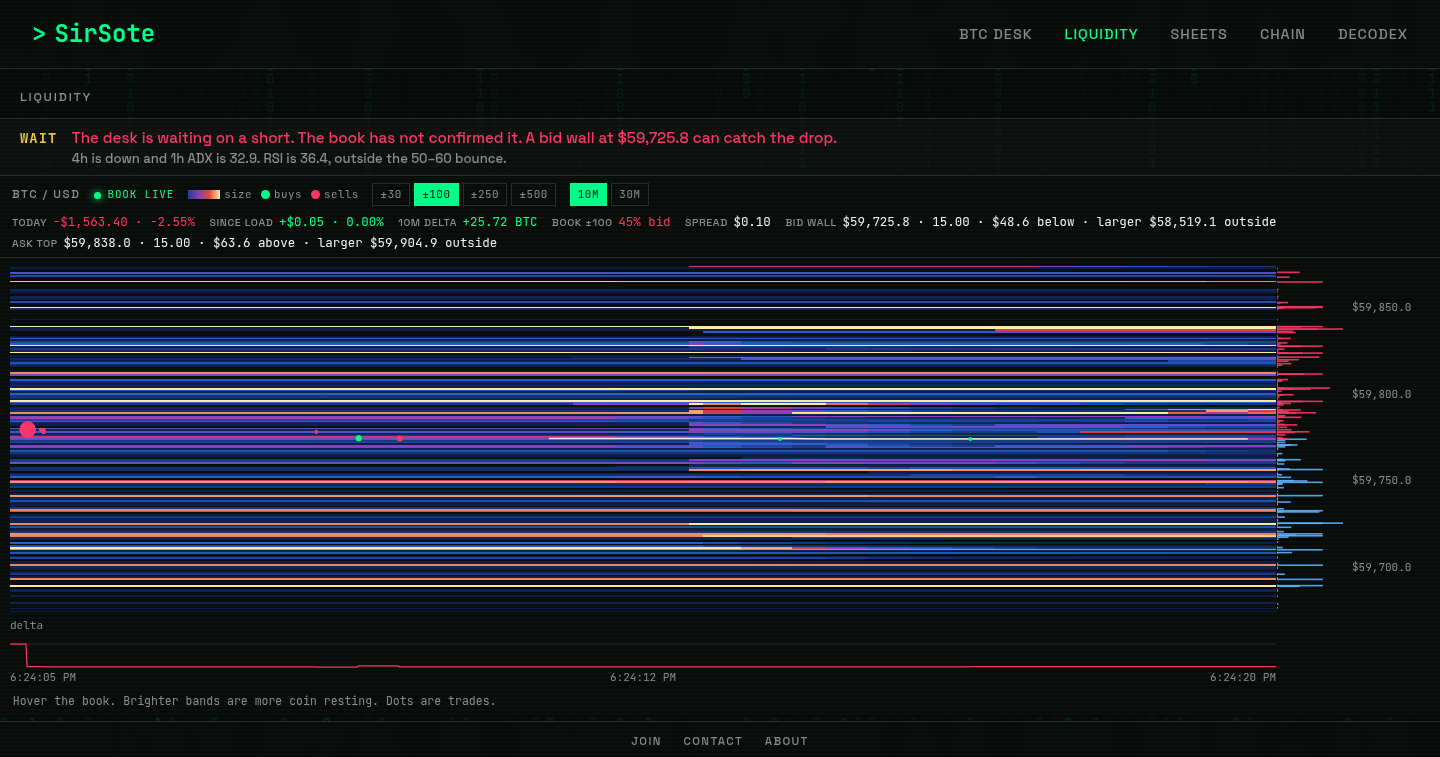 > SirSote
BTC DESK LIQUIDITY SHEETS CHAIN DECODEX
LIQUIDITY
WAIT The desk is waiting on a short. The book has not confirmed it. A bid wall at $59,725.8 can catch the drop.
4h is down and 1h ADX is 32.9. RSI is 36.4, outside the 50–60 bounce.
BTC / USD BOOK LIVE size buys sells ±30 ±100 ±250 ±500 10M 30M
TODAY -$1,563.40 · -2.55% SINCE LOAD +$0.05 · 0.00% 10M DELTA +25.72 BTC BOOK ±100 45% bid SPREAD $0.10 BID WALL $59,725.8 · 15.00 · $48.6 below · larger $58,519.1 outside
ASK TOP $59,838.0 · 15.00 · $63.6 above · larger $59,904.9 outside
$59,850.0
$59,800.0
$59,750.0
$59,700.0
delta
6:24:05 PM 6:24:12 PM 6:24:20 PM
Hover the book. Brighter bands are more coin resting. Dots are trades.
JOIN CONTACT ABOUT